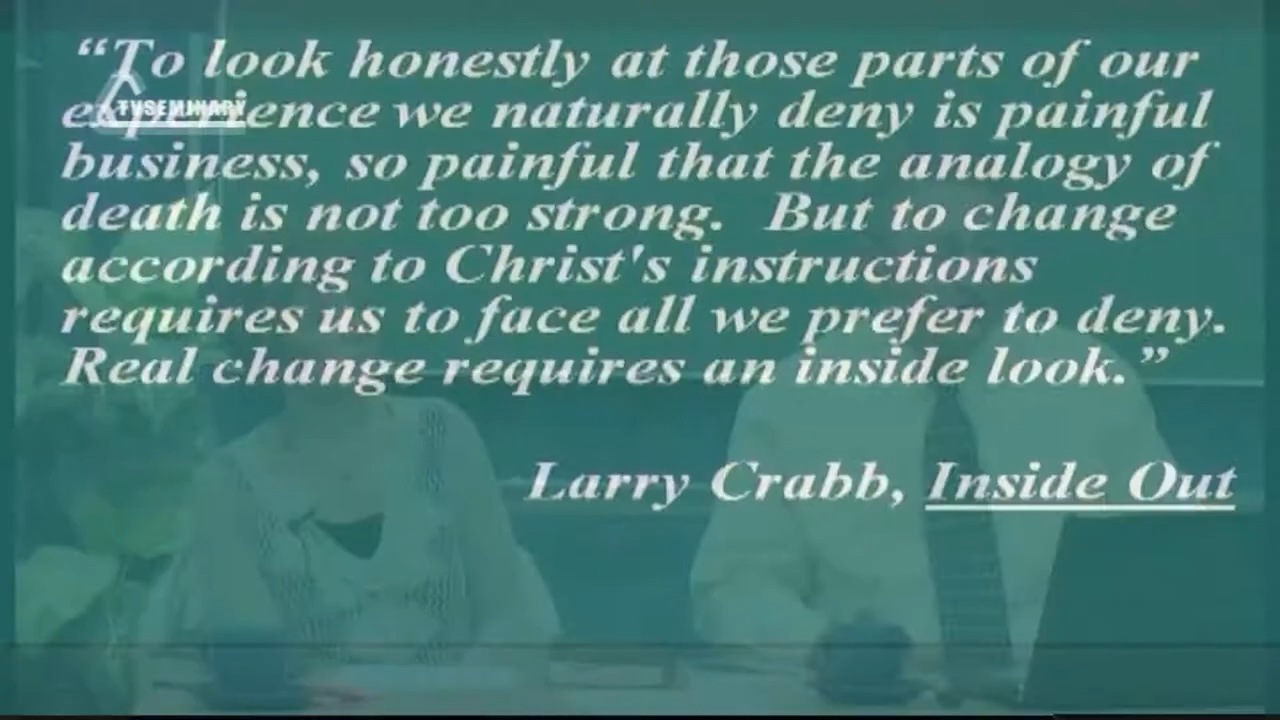 “To look honestly at those parts of our
experience we naturally deny is painful
business, so painful that the analogy of
death is not too strong. But to change
according to Christ's instructions
requires us to face all we prefer to deny.
Real change requires an inside look.”
Larry Crabb, Inside Out
TVSEMINARY